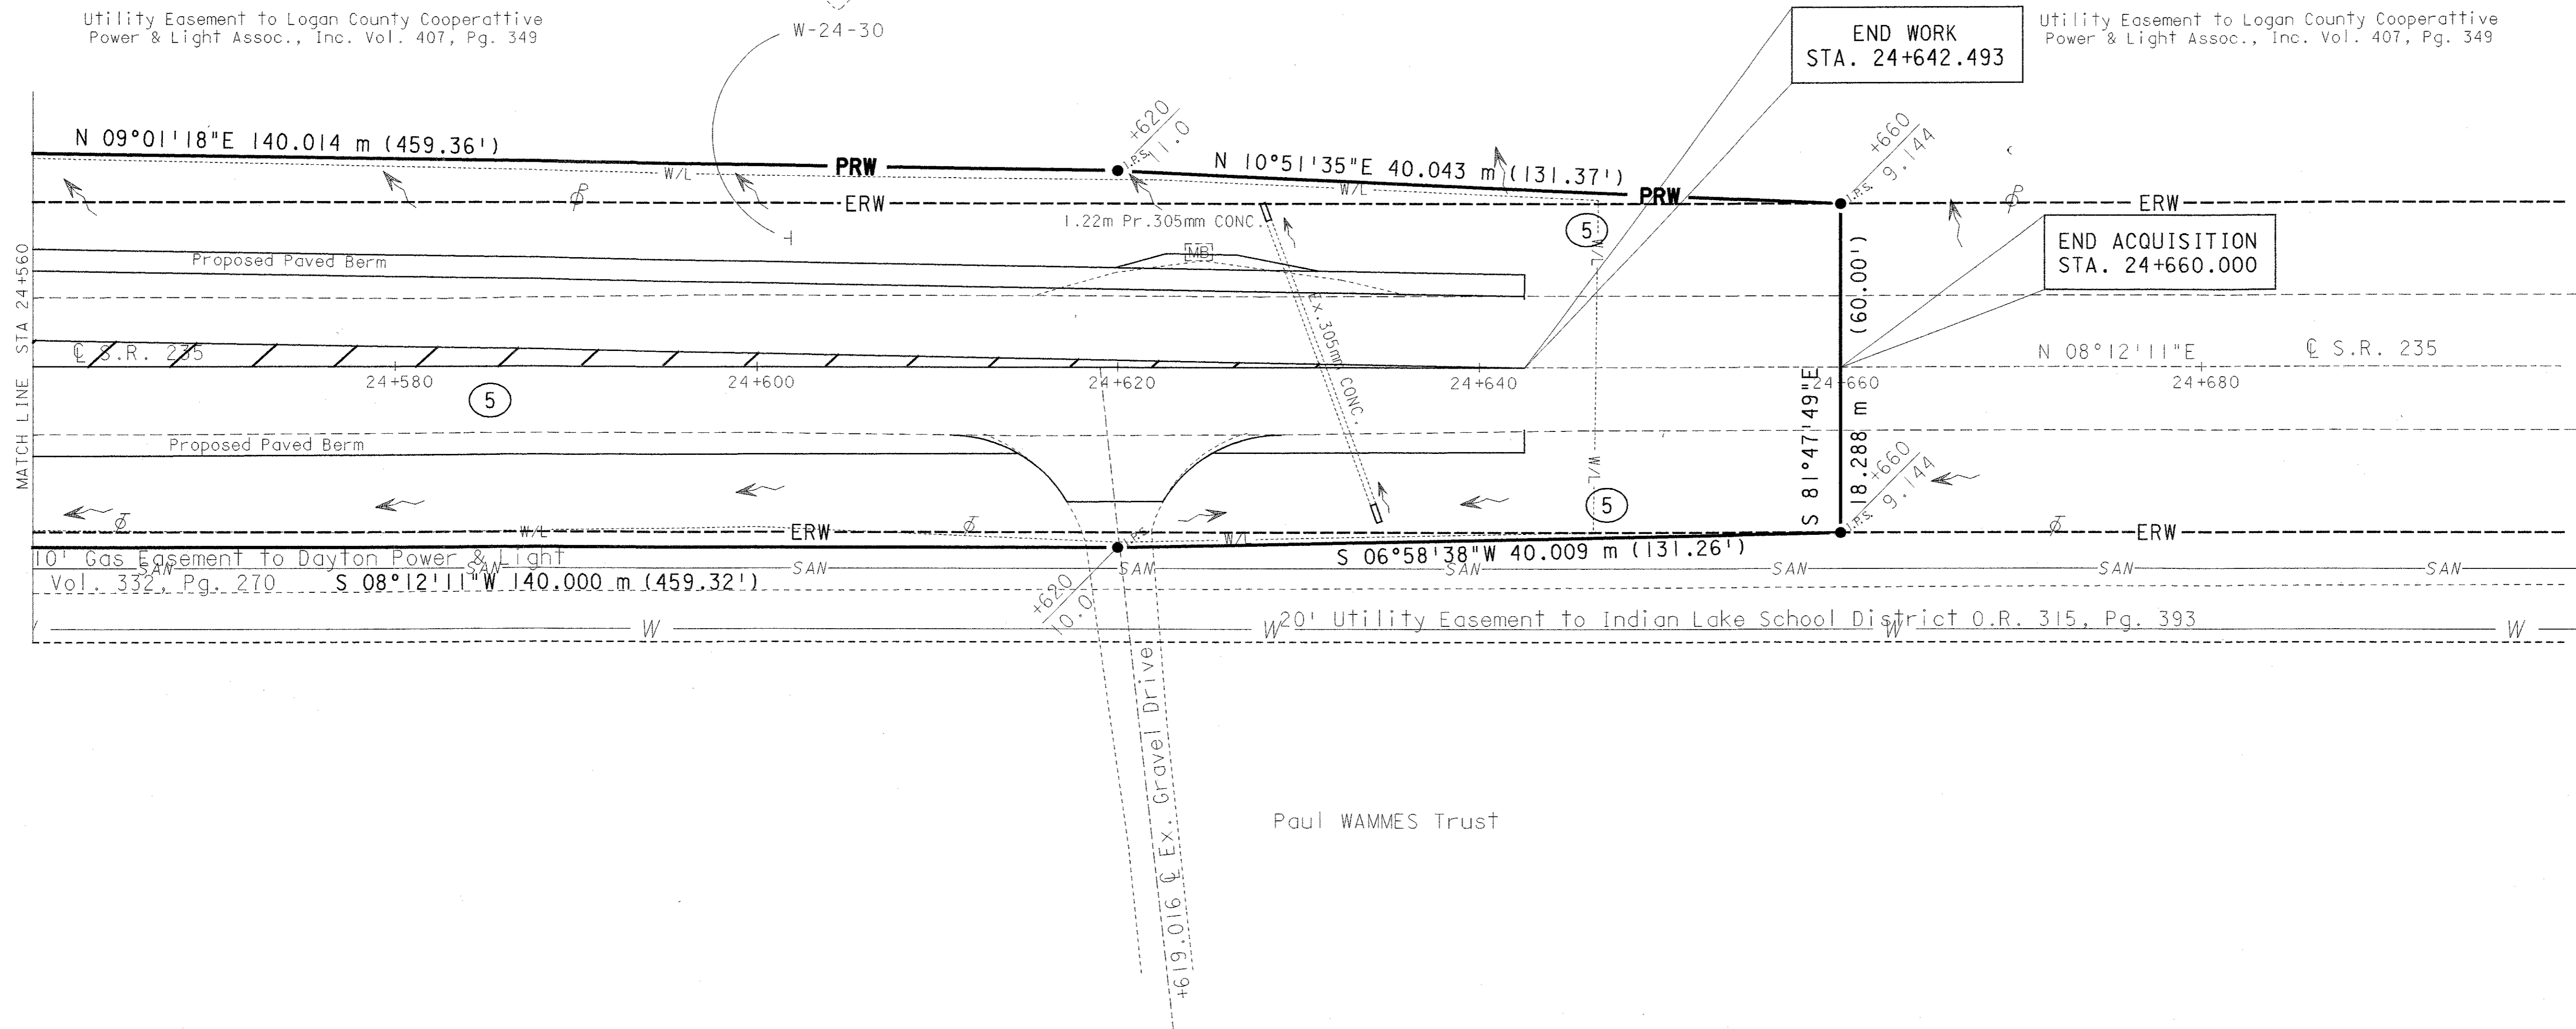 Utility Easement to Logan County Cooperattive
Power & Light Assoc., Inc. Vol. 407, Pg. 349
W-24-30
END WORK
STA. 24+642.493
Utility Easement to Logan County Cooperattive
Power & Light Assoc., Inc. Vol. 407, Pg. 349
N 09°01'18"E 140.014 m (459.36')
PRW
+620
11.0
I.P.S.
N 10°51'35"E 40.043 m (131.37')
PRW
+660
9.144
I.P.S.
W/L
W/L
ERW
ERW
1.22m Pr.305mm CONC.
5
W/L
MB
END ACQUISITION
STA. 24+660.000
Proposed Paved Berm
Ex.305mm CONC.
(60.00')
MATCH LINE STA 24+560
℄ S.R. 235
N 08°12'11"E
℄ S.R. 235
24+580
24+600
24+620
24+640
24+660
24+680
5
S 81°47'49"E
18.288 m
Proposed Paved Berm
W/L
5
+660
9.144
I.P.S.
W/L
ERW
I.P.S.
W/L
ERW
10' Gas Easement to Dayton Power & Light
S 06°58'38"W 40.009 m (131.26')
SAN
SAN
SAN
SAN
SAN
SAN
SAN
SAN
Vol. 332, Pg. 270
S 08°12'11"W 140.000 m (459.32')
+620
10.0
W
W
20' Utility Easement to Indian Lake School District O.R. 315, Pg. 393
W
W
+619.016 ℄ Ex. Gravel Drive
Paul WAMMES Trust